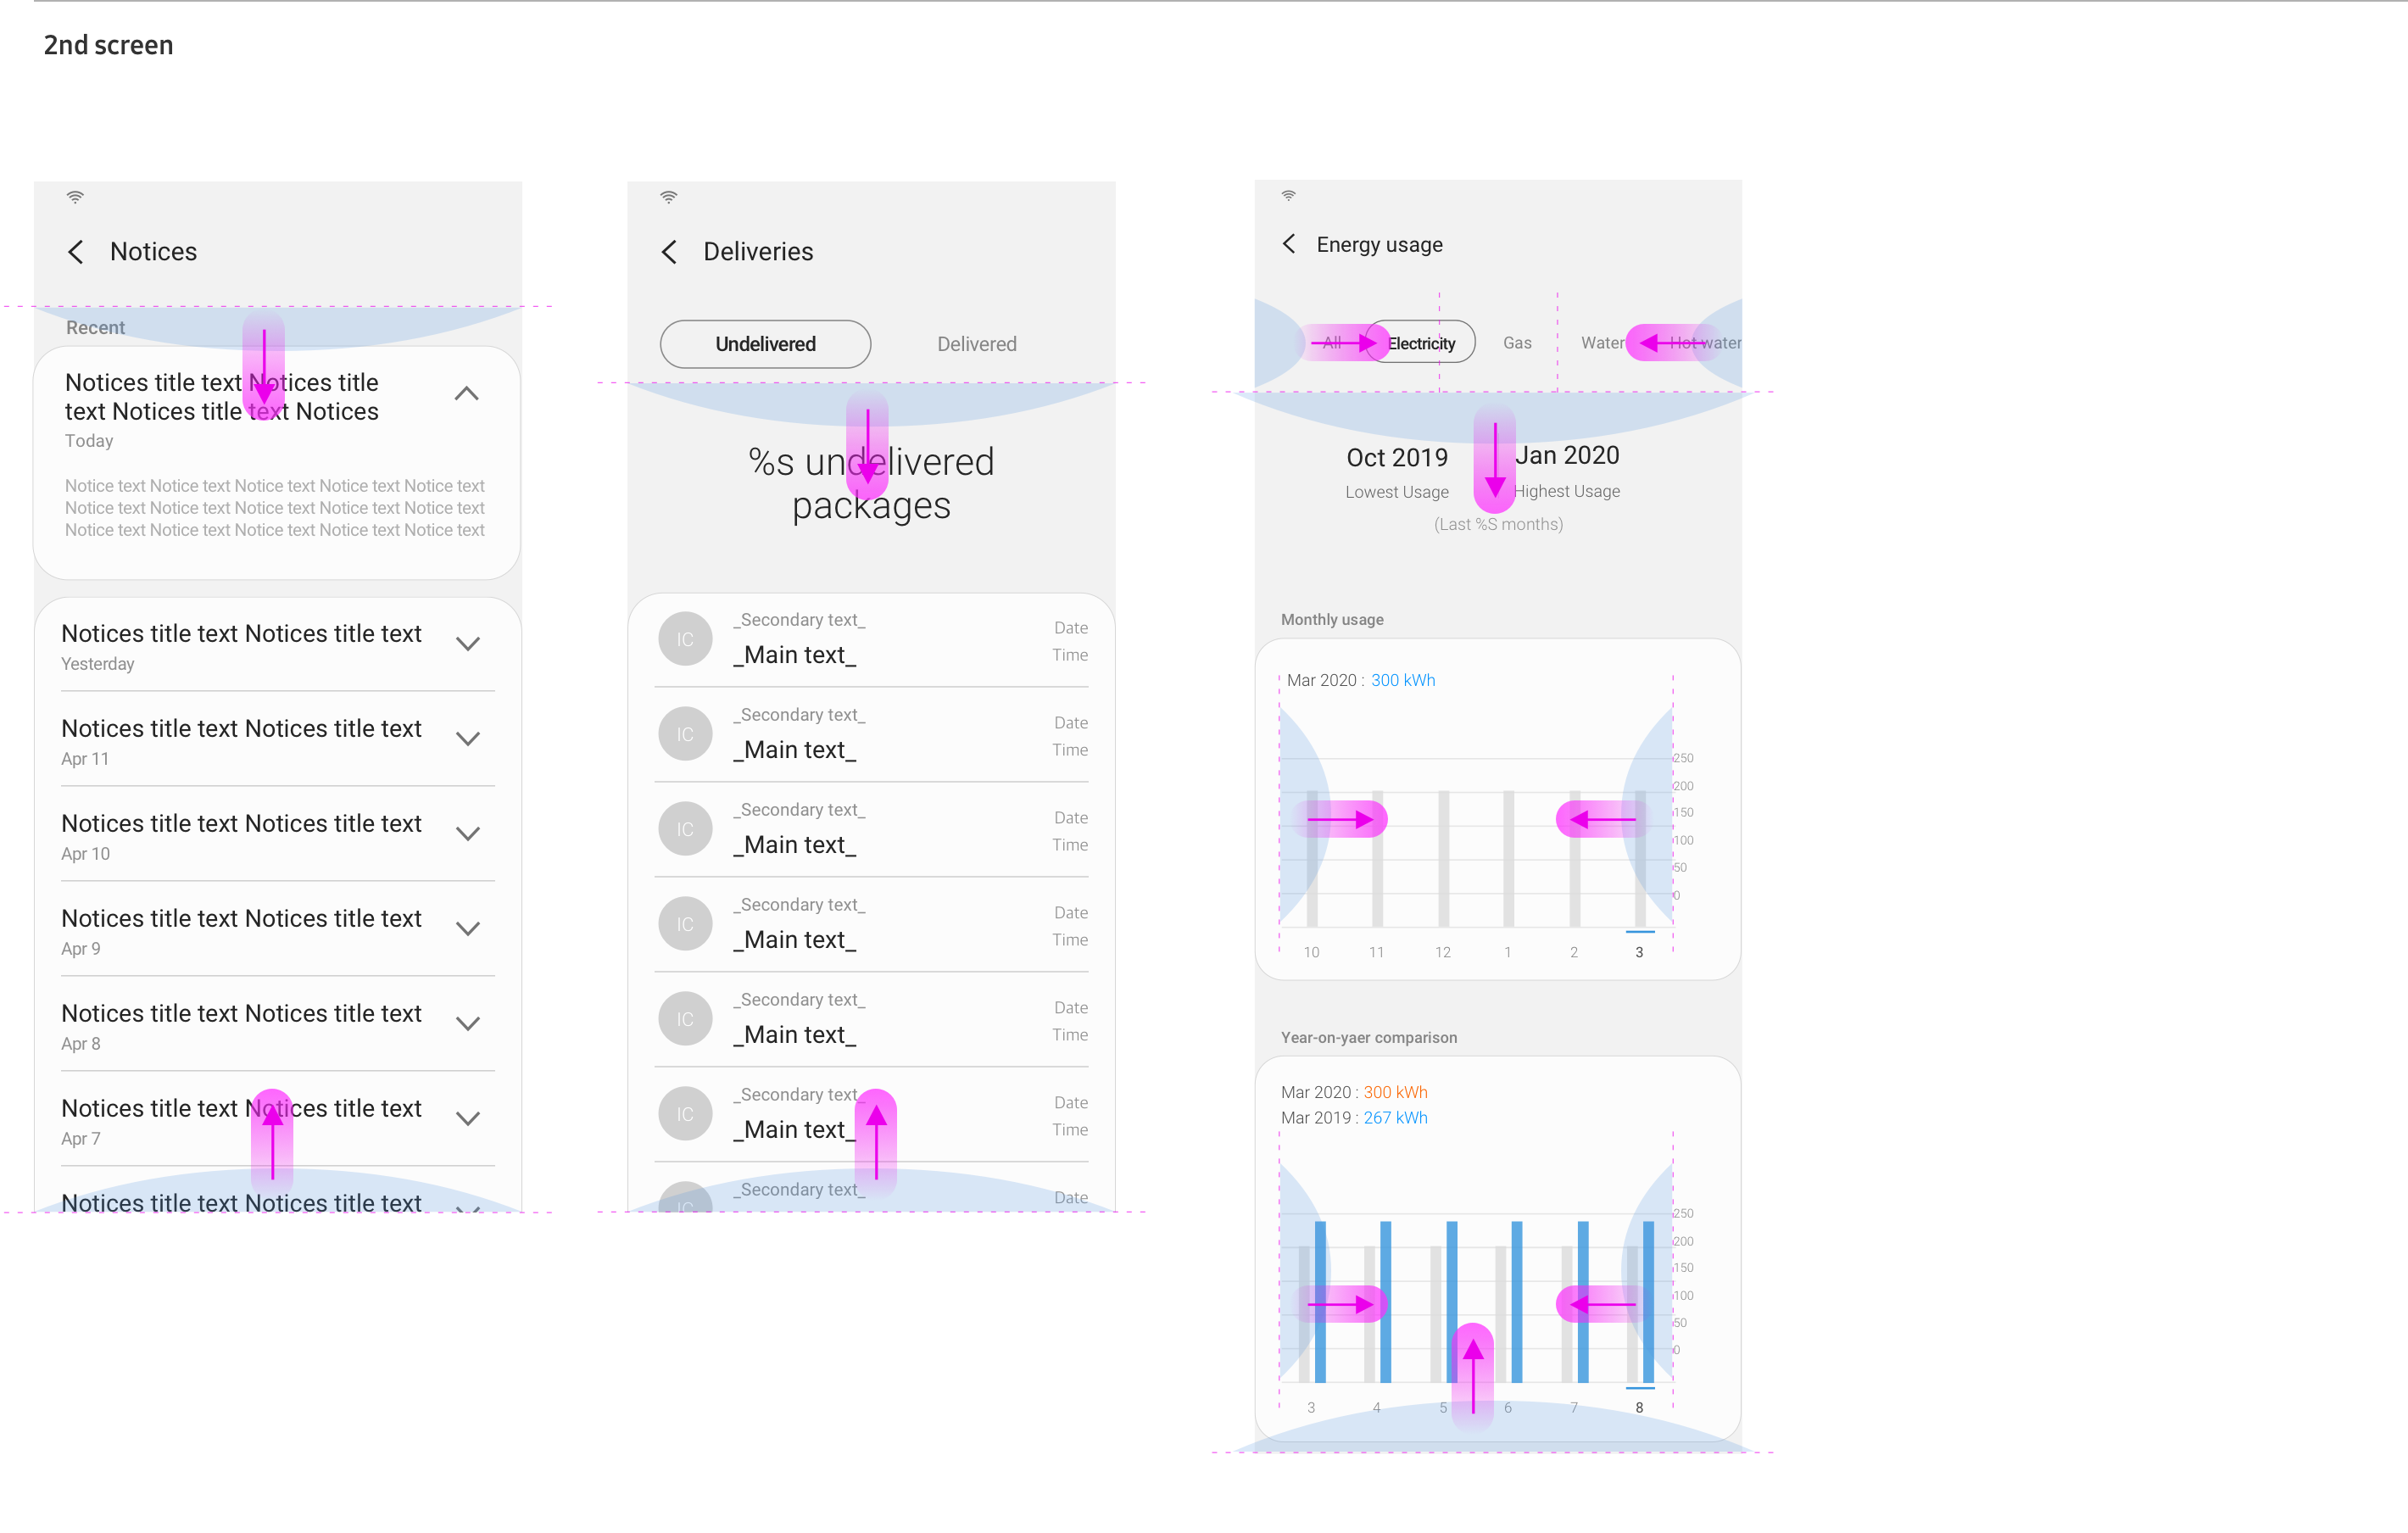 2nd screen
Notices
Recent
Notices title text Notices title
text Notices title text Notices
Today
Notice text Notice text Notice text Notice text Notice text
Notice text Notice text Notice text Notice text Notice text
Notice text Notice text Notice text Notice text Notice text
Notices title text Notices title text
Yesterday
Notices title text Notices title text
Apr 11
Notices title text Notices title text
Apr 10
Notices title text Notices title text
Apr 9
Notices title text Notices title text
Apr 8
Notices title text Notices title text
Apr 7
Notices title text Notices title text
Deliveries
Undelivered Delivered
%s undelivered
packages
IC _Secondary text_ Date
_Main text_ Time
IC _Secondary text_ Date
_Main text_ Time
IC _Secondary text_ Date
_Main text_ Time
IC _Secondary text_ Date
_Main text_ Time
IC _Secondary text_ Date
_Main text_ Time
IC _Secondary text_ Date
_Main text_ Time
IC _Secondary text_ Date
Energy usage
All Electricity Gas Water Hot water
Oct 2019 Jan 2020
Lowest Usage Highest Usage
(Last %S months)
Monthly usage
Mar 2020 : 300 kWh
250
200
150
100
50
0
10 11 12 1 2 3
Year-on-yaer comparison
Mar 2020 : 300 kWh
Mar 2019 : 267 kWh
250
200
150
100
50
0
3 4 5 6 7 8